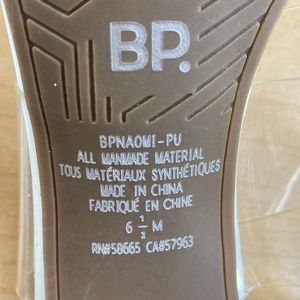 BP.
BPNAOMI-PU
ALL MANMADE MATERIAL
TOUS MATÉRIAUX SYNTHÉTIQUES
MADE IN CHINA
FABRIQUÉ EN CHINE
6 1/2 M
RN#58665 CA#57963